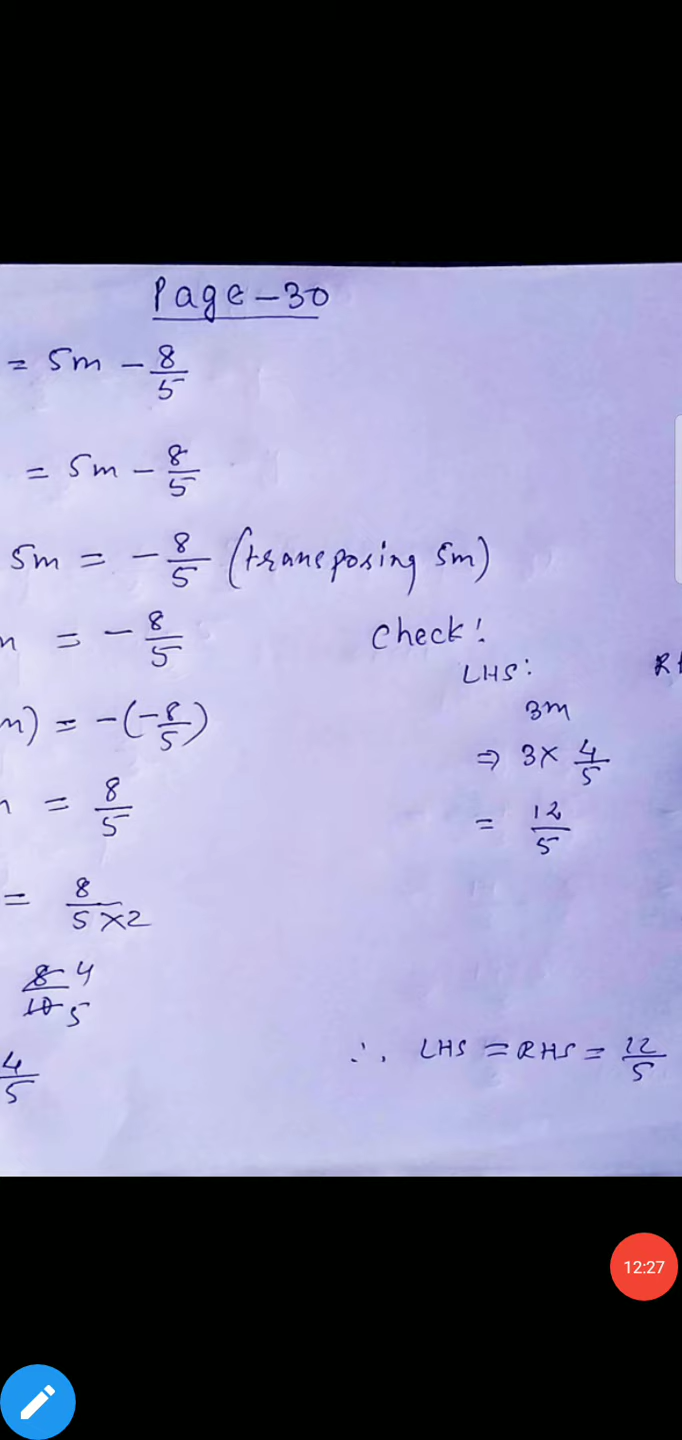 Page-30
= 5m - 8/5
= 5m - 8/5
5m = - 8/5 (transposing 5m)
m = - 8/5
m) = -(-8/5)
m = 8/5
= 8/(5×2)
8/10 4/5
4/5
Check!
LHS:
3m
⇒ 3× 4/5
= 12/5
∴, LHS = RHS = 12/5
12:27